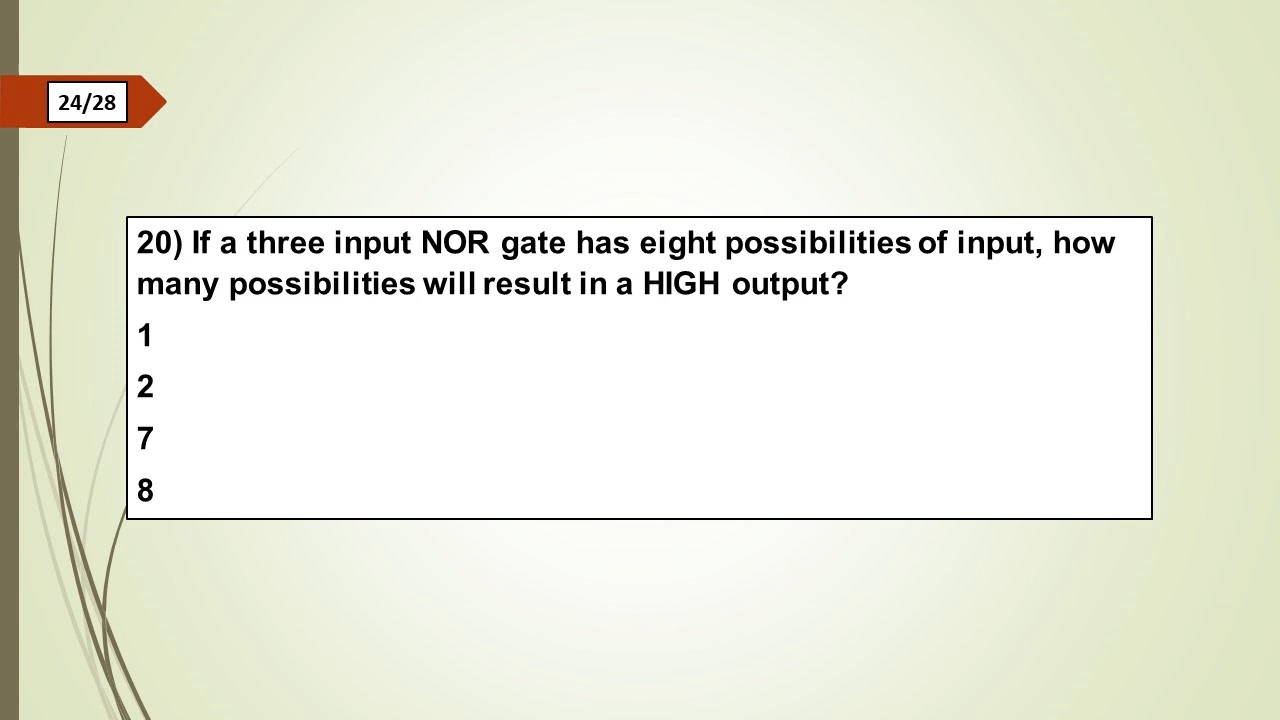 24/28
20) If a three input NOR gate has eight possibilities of input, how
many possibilities will result in a HIGH output?
1
2
7
8